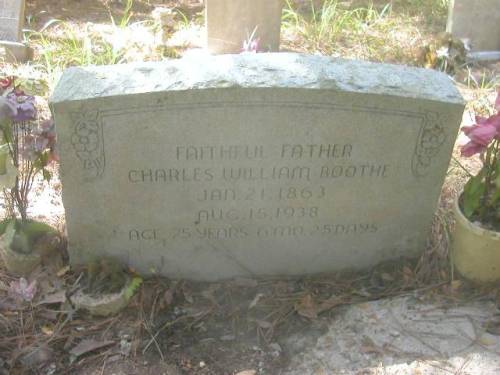 FAITHFUL FATHER
CHARLES WILLIAM BOOTHE
JAN. 21, 1863
AUG. 15, 1938
AGE 75 YEARS 6 MO. 25 DAYS